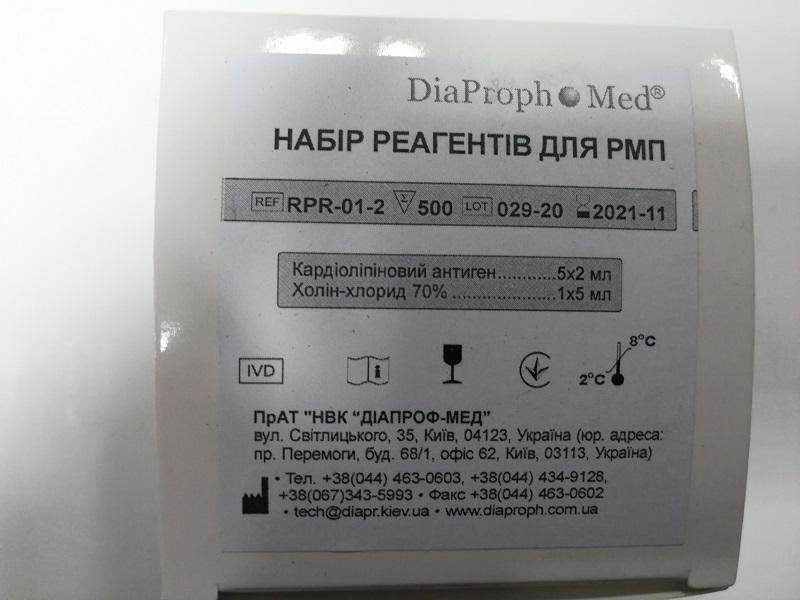 DiaProph Med®
НАБІР РЕАГЕНТІВ ДЛЯ РМП
REF RPR-01-2 Σ 500 LOT 029-20 2021-11
Кардіоліпіновий антиген............5x2 мл
Холін-хлорид 70% ......................1x5 мл
IVD i 2°C 8°C
ПрАТ "НВК “ДІАПРОФ-МЕД”
вул. Світлицького, 35, Київ, 04123, Україна (юр. адреса:
пр. Перемоги, буд. 68/1, офіс 62, Київ, 03113, Україна)
• Тел. +38(044) 463-0603, +38(044) 434-9128,
+38(067)343-5993 • Факс +38(044) 463-0602
• tech@diapr.kiev.ua • www.diaproph.com.ua